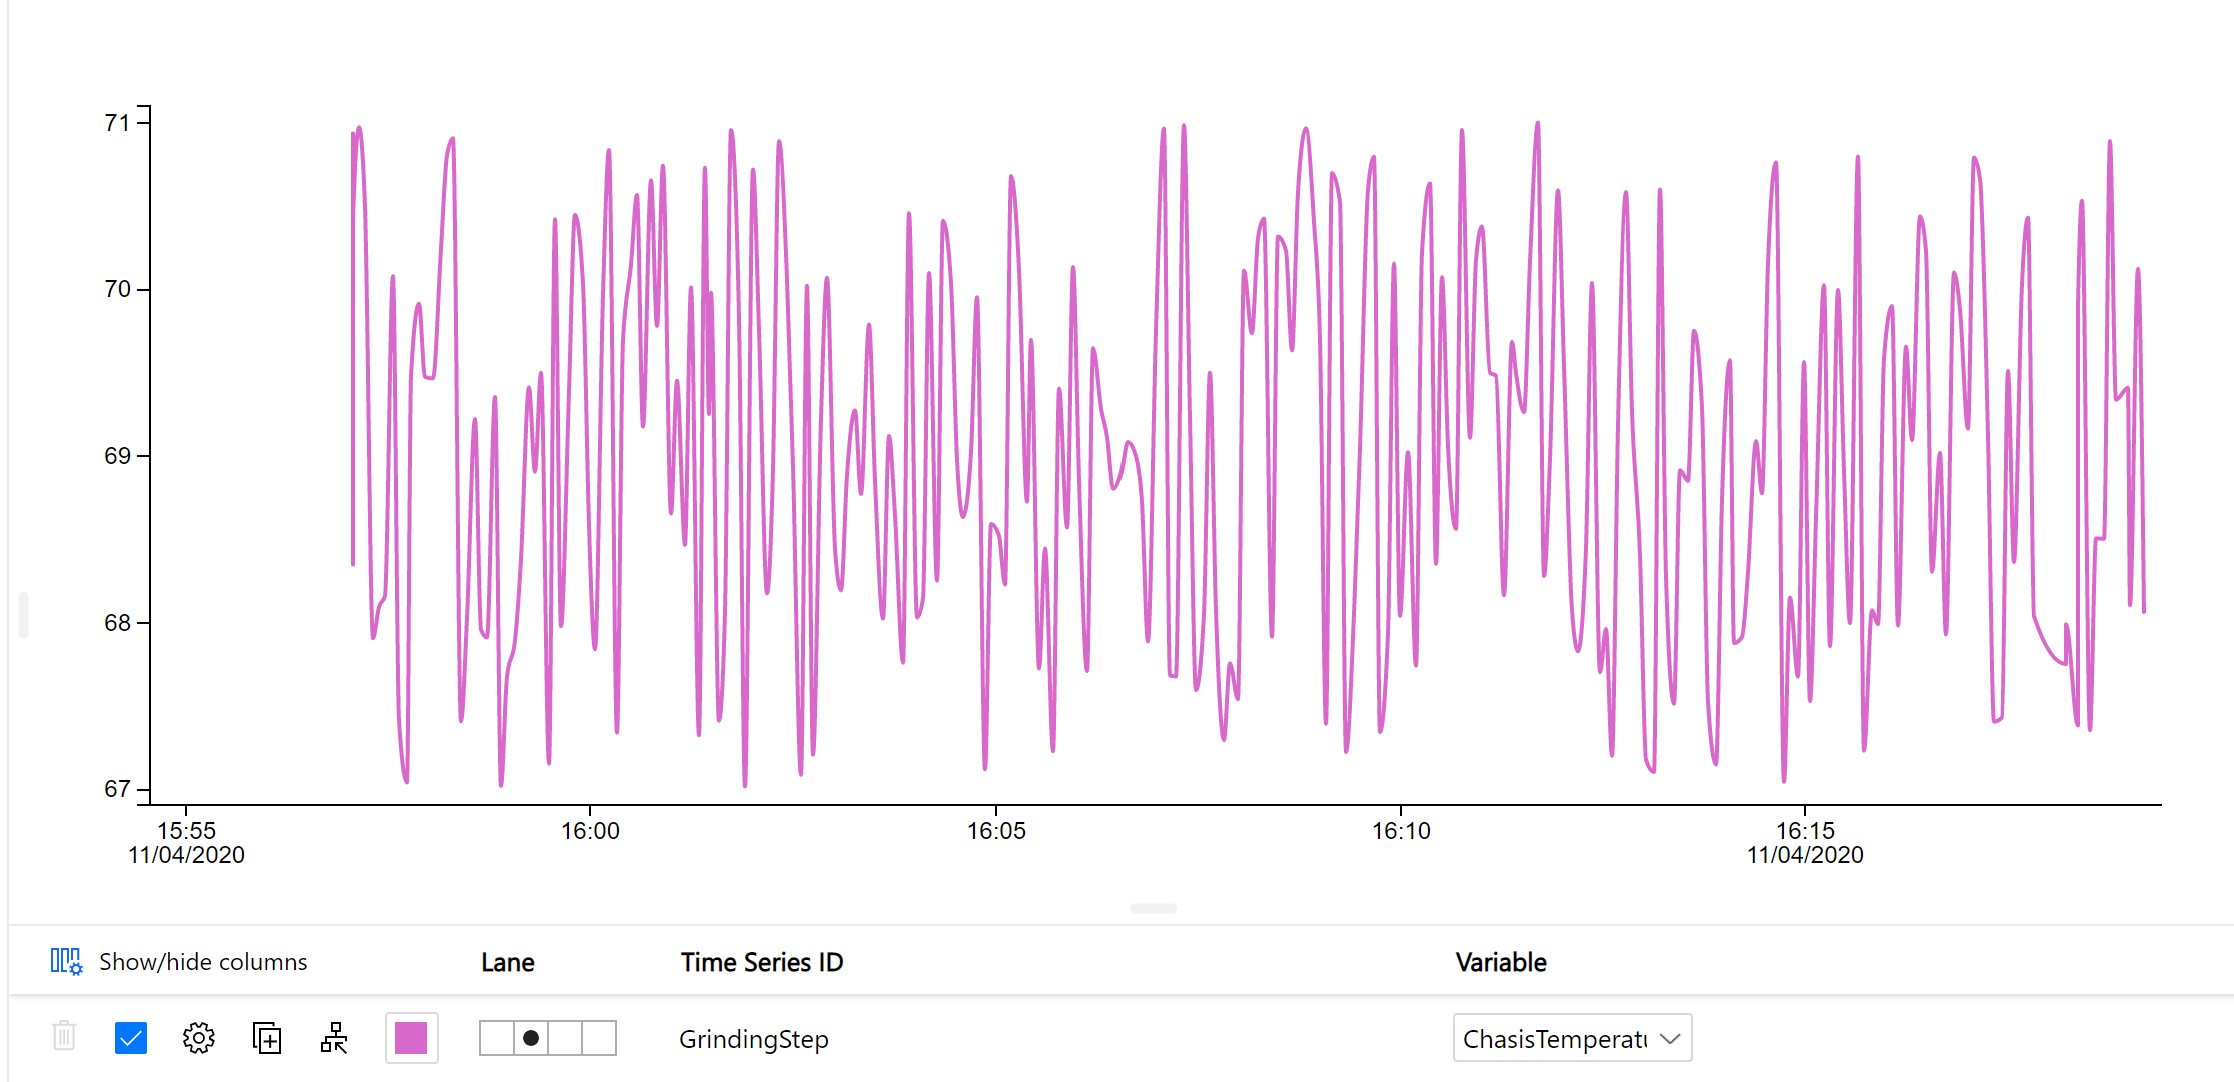 71
70
69
68
67
15:55 16:00 16:05 16:10 16:15
11/04/2020 11/04/2020
Show/hide columns Lane Time Series ID Variable
GrindingStep ChasisTemperatu